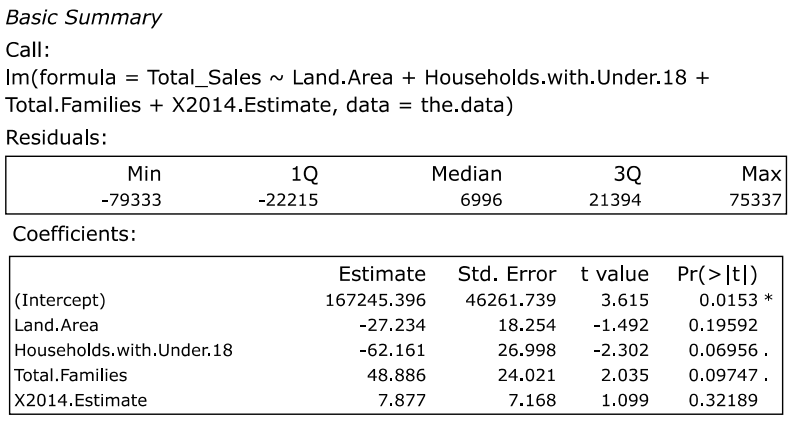 Basic Summary
Call:
lm(formula = Total_Sales ~ Land.Area + Households.with.Under.18 +
Total.Families + X2014.Estimate, data = the.data)
Residuals:
Min 1Q Median 3Q Max
-79333 -22215 6996 21394 75337
Coefficients:
Estimate Std. Error t value Pr(>|t|)
(Intercept) 167245.396 46261.739 3.615 0.0153 *
Land.Area -27.234 18.254 -1.492 0.19592
Households.with.Under.18 -62.161 26.998 -2.302 0.06956 .
Total.Families 48.886 24.021 2.035 0.09747 .
X2014.Estimate 7.877 7.168 1.099 0.32189